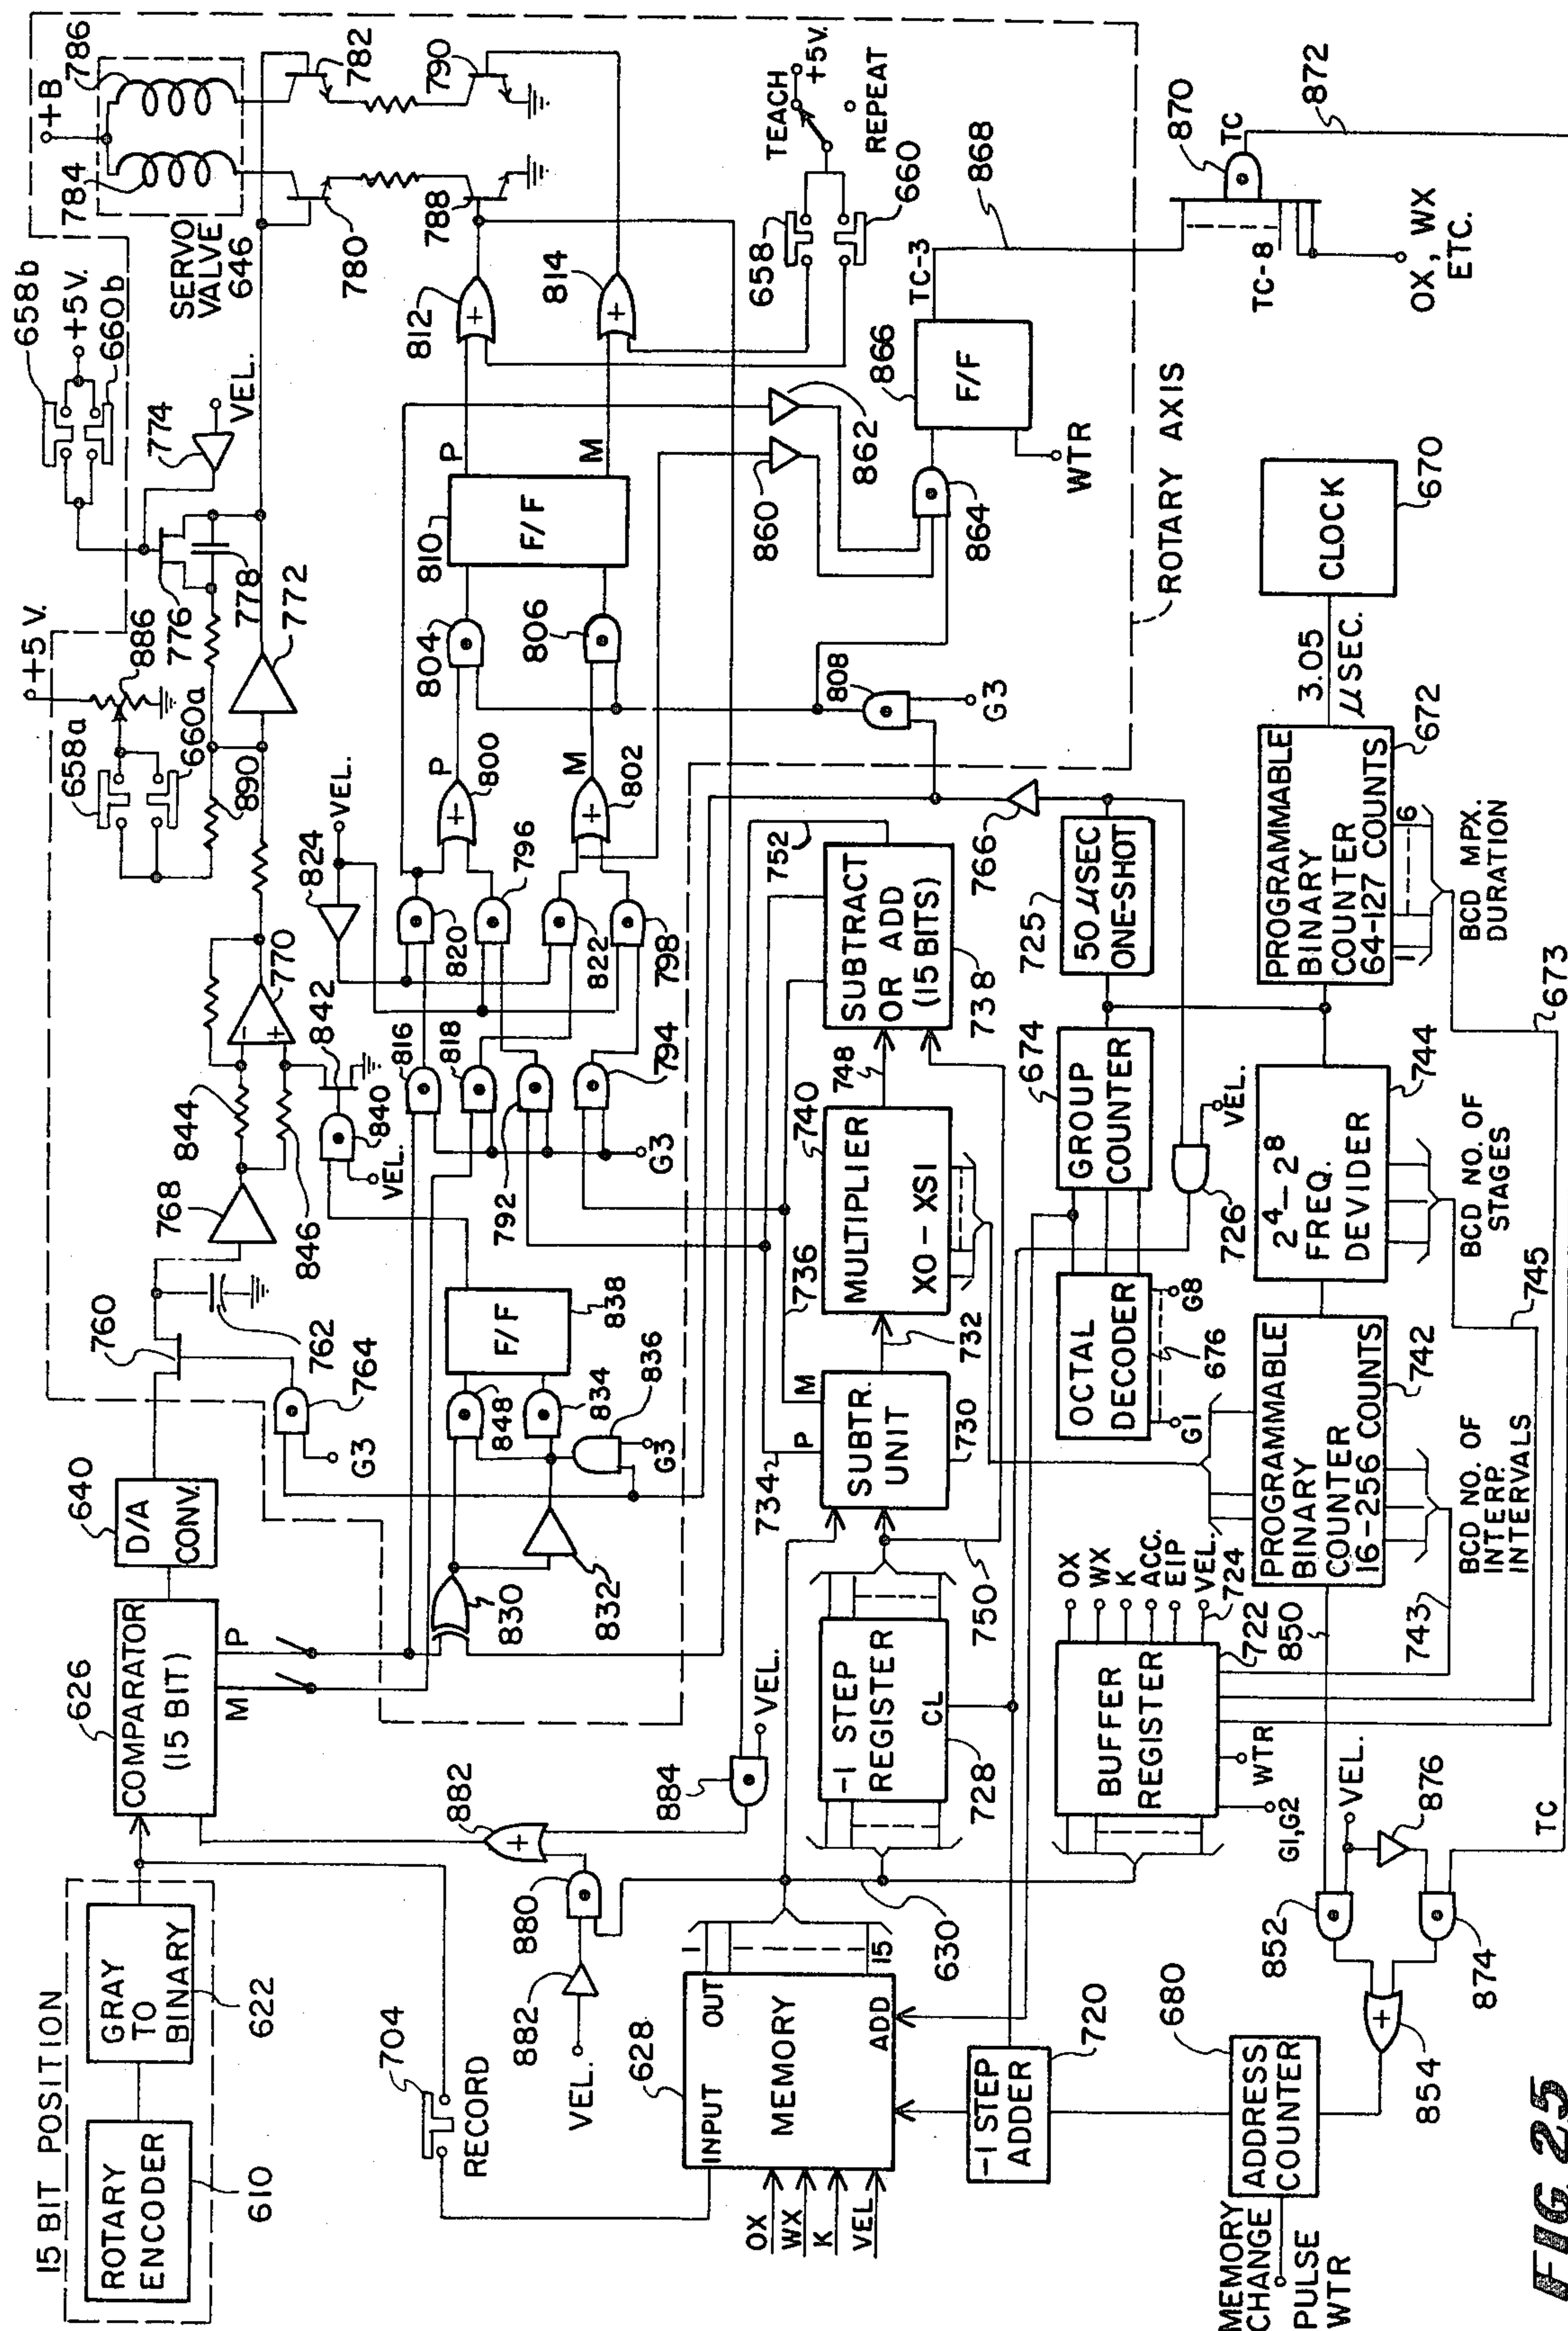 15 BIT POSITION
ROTARY
ENCODER
610
GRAY
TO
BINARY
622
COMPARATOR
(15 BIT)
626
M
P
D/A
CONV.
640
760
762
764
G3
768
844
846
770
842
840
VEL.
658a
660a
886
+5 V.
890
772
776
778
774
VEL.
658b
+5V.
660b
SERVO
VALVE
646
784
786
+B
780
782
788
790
704
RECORD
882
VEL.
880
882
884
VEL.
830
832
848
834
836
G3
F/F
838
816
818
792
794
G3
824
VEL.
820
796
822
798
P
800
M
802
804
806
808
G3
810
F/F
P
M
812
814
658
660
TEACH
+5V.
REPEAT
860
862
864
F/F
866
WTR
TC-3
868
ROTARY AXIS
870
TC
872
TC-8
OX, WX
ETC.
628
INPUT
OUT
MEMORY
ADD
1
15
630
OX
WX
K
VEL
-1 STEP
REGISTER
CL
728
734
P
M
SUBTR.
UNIT
730
732
736
MULTIPLIER
XO - XSI
740
748
750
752
SUBTRACT
OR ADD
(15 BITS)
738
766
-1 STEP
ADDER
720
BUFFER
REGISTER
OX
WX
K
ACC.
EIP
VEL.
724
722
G1,G2
WTR
OCTAL
DECODER
G1
G8
676
GROUP
COUNTER
674
50 µSEC
ONE-SHOT
725
726
VEL.
MEMORY
CHANGE
PULSE
WTR
ADDRESS
COUNTER
680
854
852
VEL.
876
874
TC
850
PROGRAMMABLE
BINARY
COUNTER
16-256 COUNTS
742
743
BCD NO. OF
INTERP.
INTERVALS
2⁴-2⁸
FREQ.
DEVIDER
744
745
BCD NO. OF
STAGES
PROGRAMMABLE
BINARY
COUNTER
64-127 COUNTS
672
1
6
BCD MPX.
DURATION
673
3.05
µSEC.
CLOCK
670
FIG 25